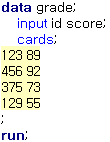 data grade;
input id score;
cards;
123 89
456 92
375 73
129 55
;
run;